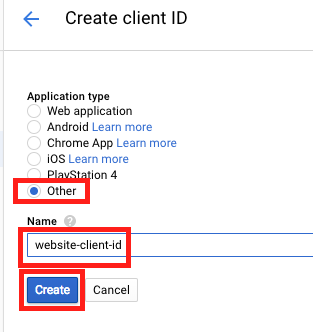 Create client ID
Application type
Web application
Android Learn more
Chrome App Learn more
iOS Learn more
PlayStation 4
Other
Name ?
website-client-id
Create Cancel